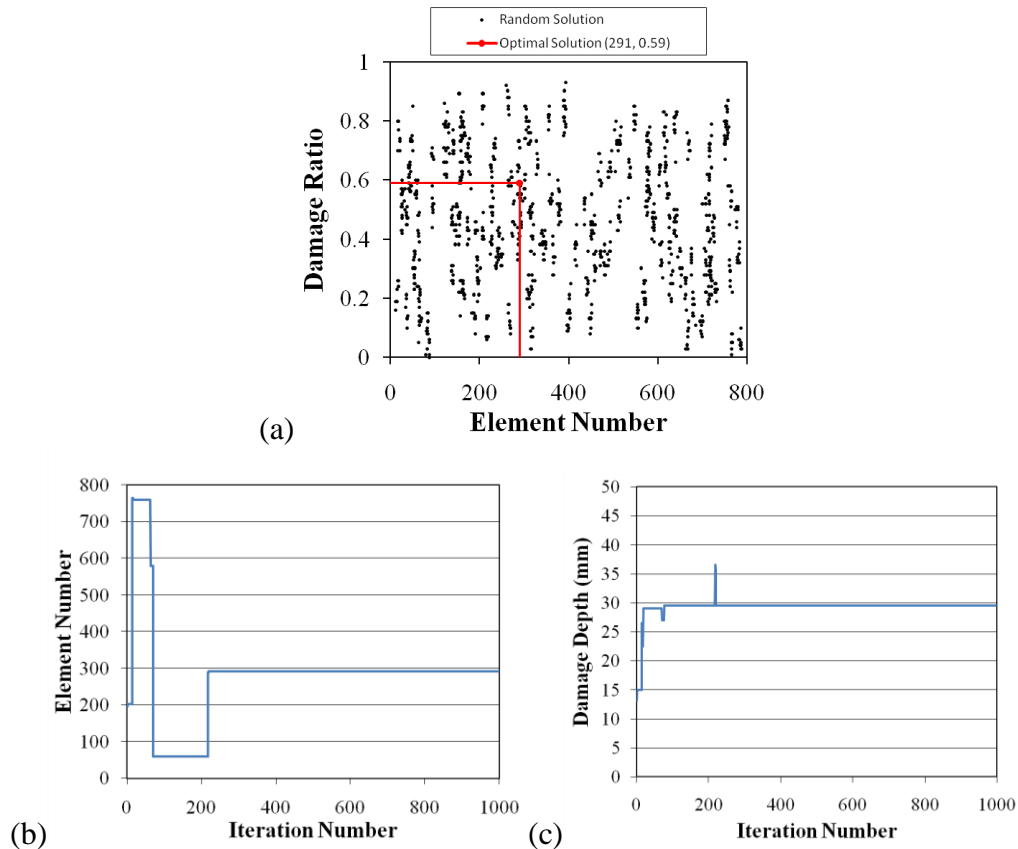 Random Solution
Optimal Solution (291, 0.59)
1
0.8
0.6
0.4
0.2
0
Damage Ratio
0 200 400 600 800
Element Number
(a)
800
700
600
500
400
300
200
100
0
Element Number
0 200 400 600 800 1000
Iteration Number
(b)
50
45
40
35
30
25
20
15
10
5
0
Damage Depth (mm)
0 200 400 600 800 1000
Iteration Number
(c)